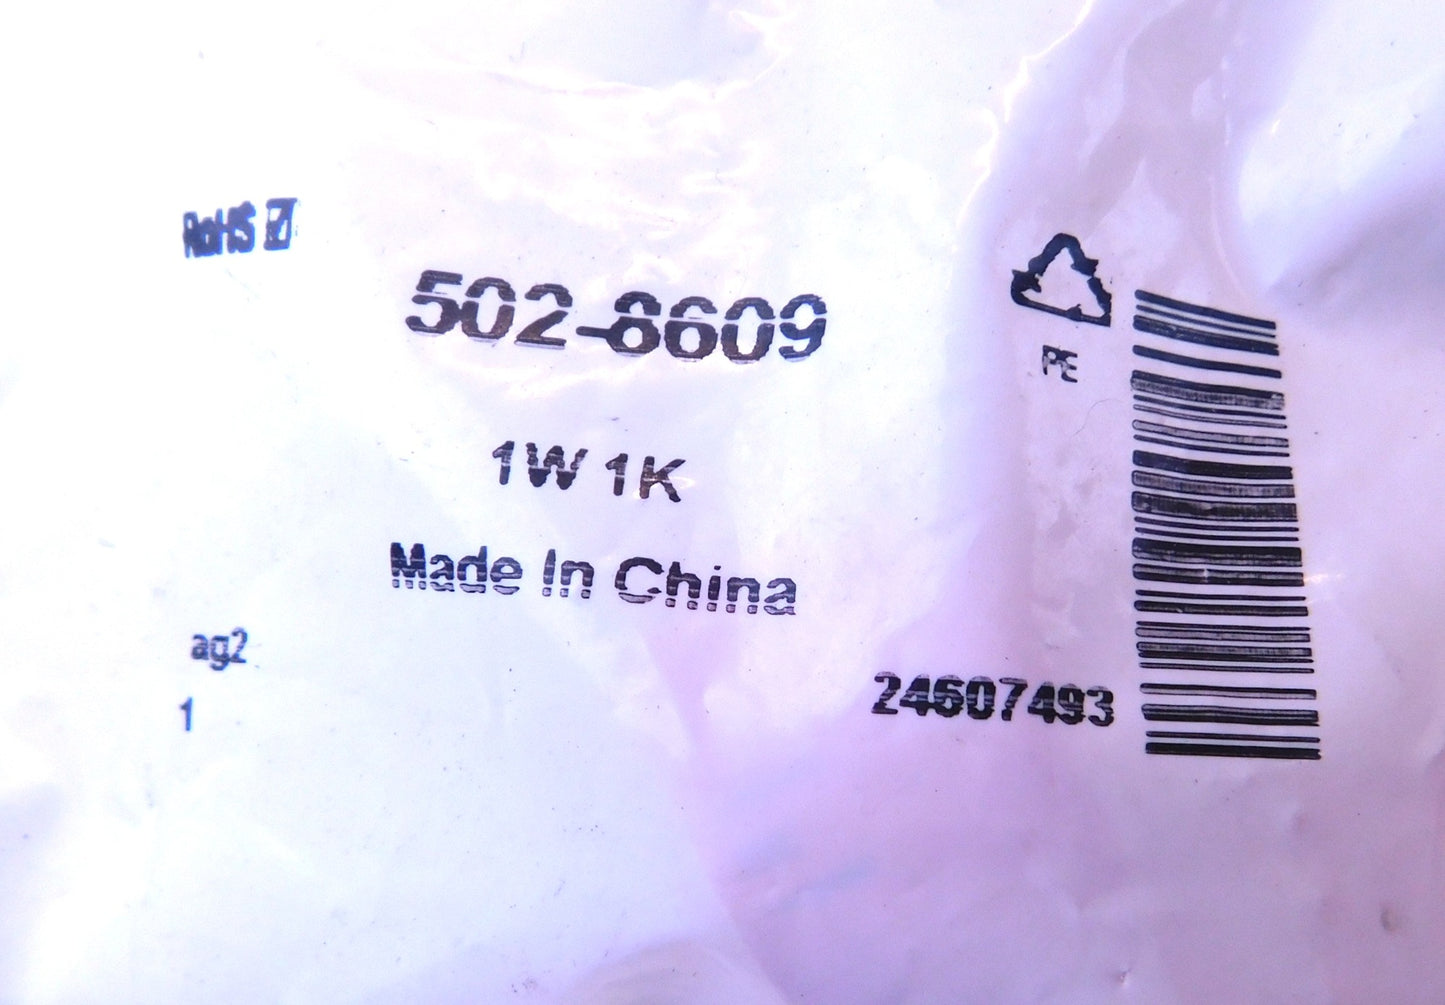 RoHS
502-8609
PE
1W 1K
Made In China
ag2
24607493
1